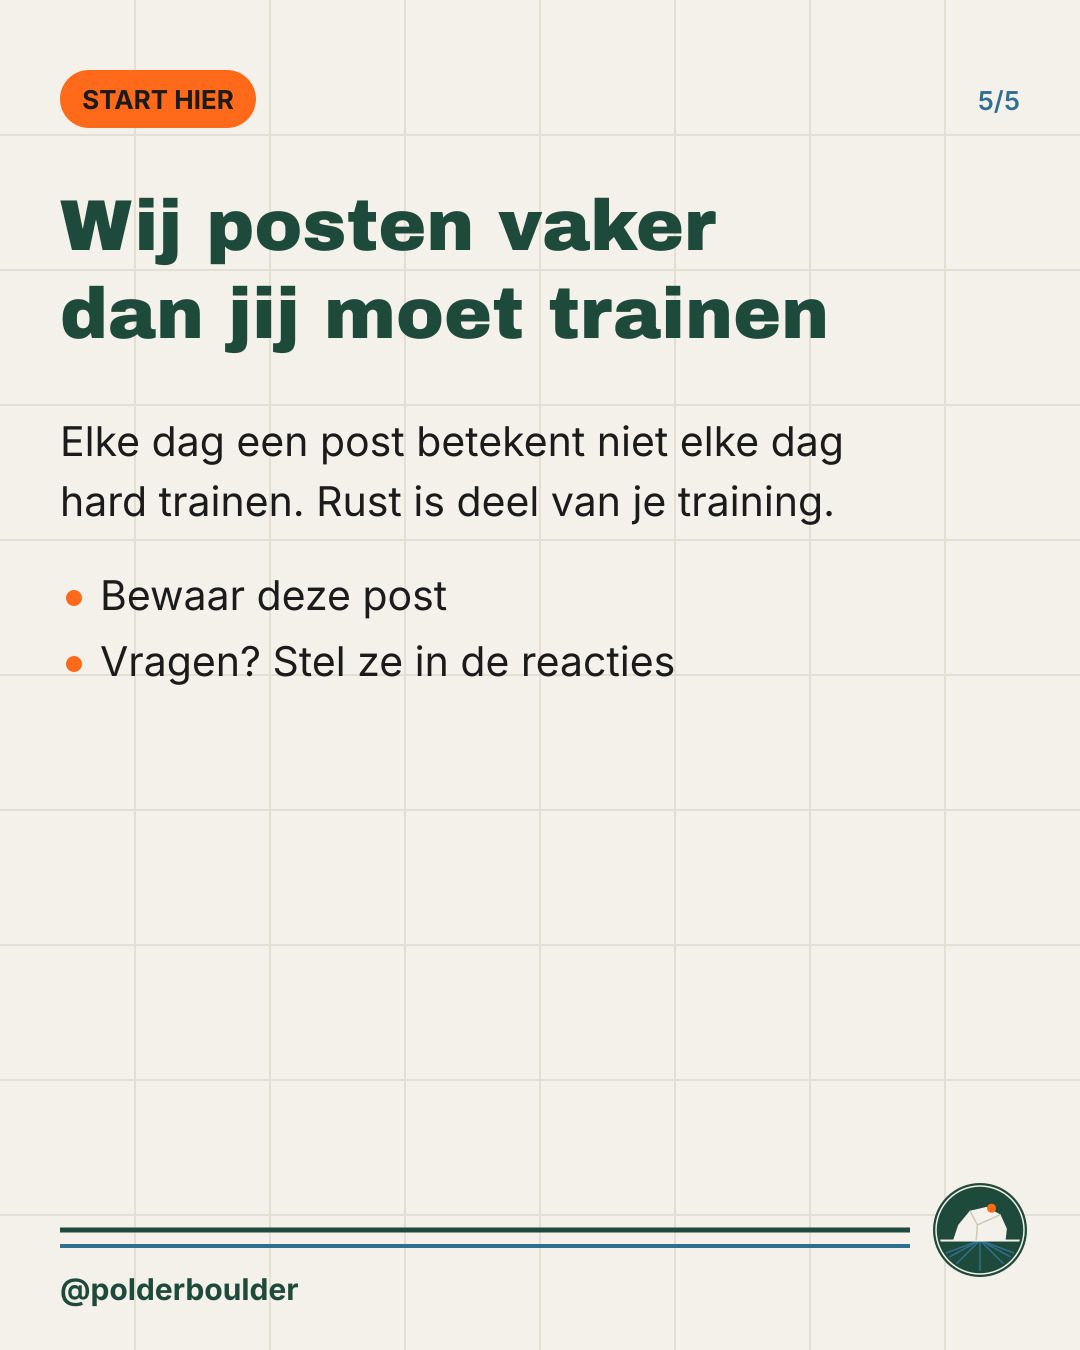 START HIER
5/5
Wij posten vaker
dan jij moet trainen
Elke dag een post betekent niet elke dag
hard trainen. Rust is deel van je training.
Bewaar deze post
Vragen? Stel ze in de reacties
@polderboulder